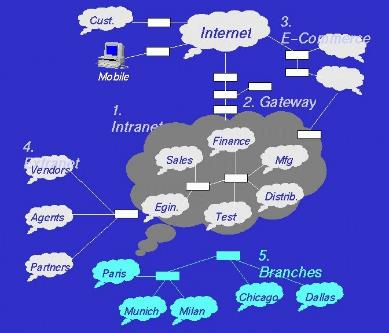 Cust.
Internet
3.
E-Commerce
Mobile
1.
Intranet
2. Gateway
Finance
4.
Extranet
Sales
Mfg
Vendors
Egin.
Test
Distrib.
Agents
Partners
5.
Branches
Paris
Munich
Milan
Chicago
Dallas